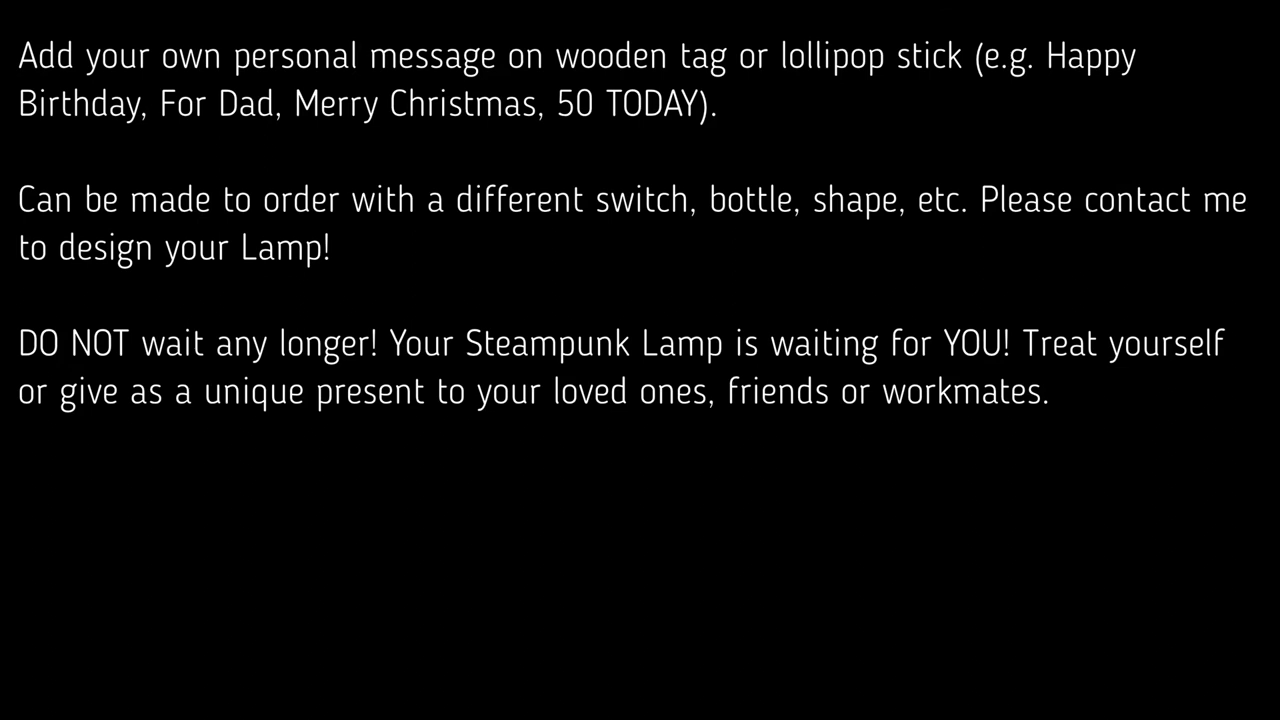 Add your own personal message on wooden tag or lollipop stick (e.g. Happy
Birthday, For Dad, Merry Christmas, 50 TODAY).
Can be made to order with a different switch, bottle, shape, etc. Please contact me
to design your Lamp!
DO NOT wait any longer! Your Steampunk Lamp is waiting for YOU! Treat yourself
or give as a unique present to your loved ones, friends or workmates.